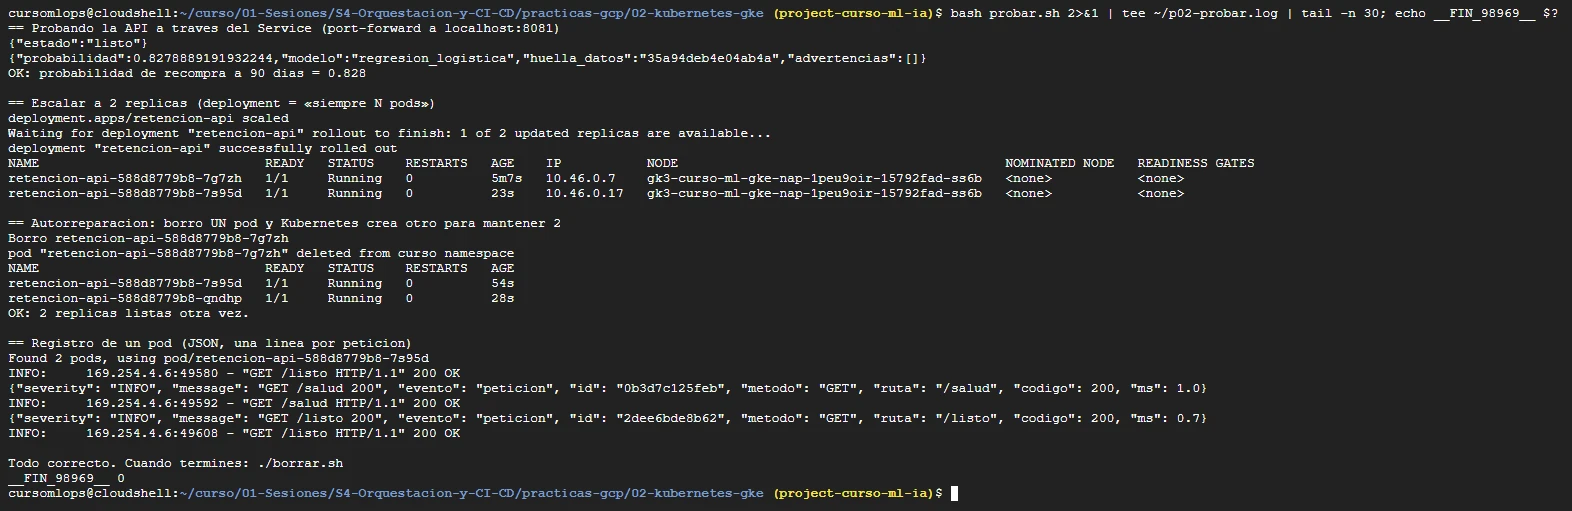 cursomlops@cloudshell:~/curso/01-Sesiones/S4-Orquestacion-y-CI-CD/practicas-gcp/02-kubernetes-gke (project-curso-ml-ia)$ bash probar.sh 2>&1 | tee ~/p02-probar.log | tail -n 30; echo __FIN_98969__ $?
== Probando la API a traves del Service (port-forward a localhost:8081)
{"estado":"listo"}
{"probabilidad":0.8278889191932244,"modelo":"regresion_logistica","huella_datos":"35a94deb4e04ab4a","advertencias":[]}
OK: probabilidad de recompra a 90 dias = 0.828

== Escalar a 2 replicas (deployment = «siempre N pods»)
deployment.apps/retencion-api scaled
Waiting for deployment "retencion-api" rollout to finish: 1 of 2 updated replicas are available...
deployment "retencion-api" successfully rolled out
NAME                             READY   STATUS    RESTARTS   AGE    IP           NODE                                          NOMINATED NODE   READINESS GATES
retencion-api-588d8779b8-7g7zh   1/1     Running   0          5m7s   10.46.0.7    gk3-curso-ml-gke-nap-1peu9oir-15792fad-ss6b   <none>           <none>
retencion-api-588d8779b8-7s95d   1/1     Running   0          23s    10.46.0.17   gk3-curso-ml-gke-nap-1peu9oir-15792fad-ss6b   <none>           <none>

== Autorreparacion: borro UN pod y Kubernetes crea otro para mantener 2
Borro retencion-api-588d8779b8-7g7zh
pod "retencion-api-588d8779b8-7g7zh" deleted from curso namespace
NAME                             READY   STATUS    RESTARTS   AGE
retencion-api-588d8779b8-7s95d   1/1     Running   0          54s
retencion-api-588d8779b8-qndhp   1/1     Running   0          28s
OK: 2 replicas listas otra vez.

== Registro de un pod (JSON, una linea por peticion)
Found 2 pods, using pod/retencion-api-588d8779b8-7s95d
INFO:     169.254.4.6:49580 - "GET /listo HTTP/1.1" 200 OK
{"severity": "INFO", "message": "GET /salud 200", "evento": "peticion", "id": "0b3d7c125feb", "metodo": "GET", "ruta": "/salud", "codigo": 200, "ms": 1.0}
INFO:     169.254.4.6:49592 - "GET /salud HTTP/1.1" 200 OK
{"severity": "INFO", "message": "GET /listo 200", "evento": "peticion", "id": "2dee6bde8b62", "metodo": "GET", "ruta": "/listo", "codigo": 200, "ms": 0.7}
INFO:     169.254.4.6:49608 - "GET /listo HTTP/1.1" 200 OK

Todo correcto. Cuando termines: ./borrar.sh
__FIN_98969__ 0
cursomlops@cloudshell:~/curso/01-Sesiones/S4-Orquestacion-y-CI-CD/practicas-gcp/02-kubernetes-gke (project-curso-ml-ia)$